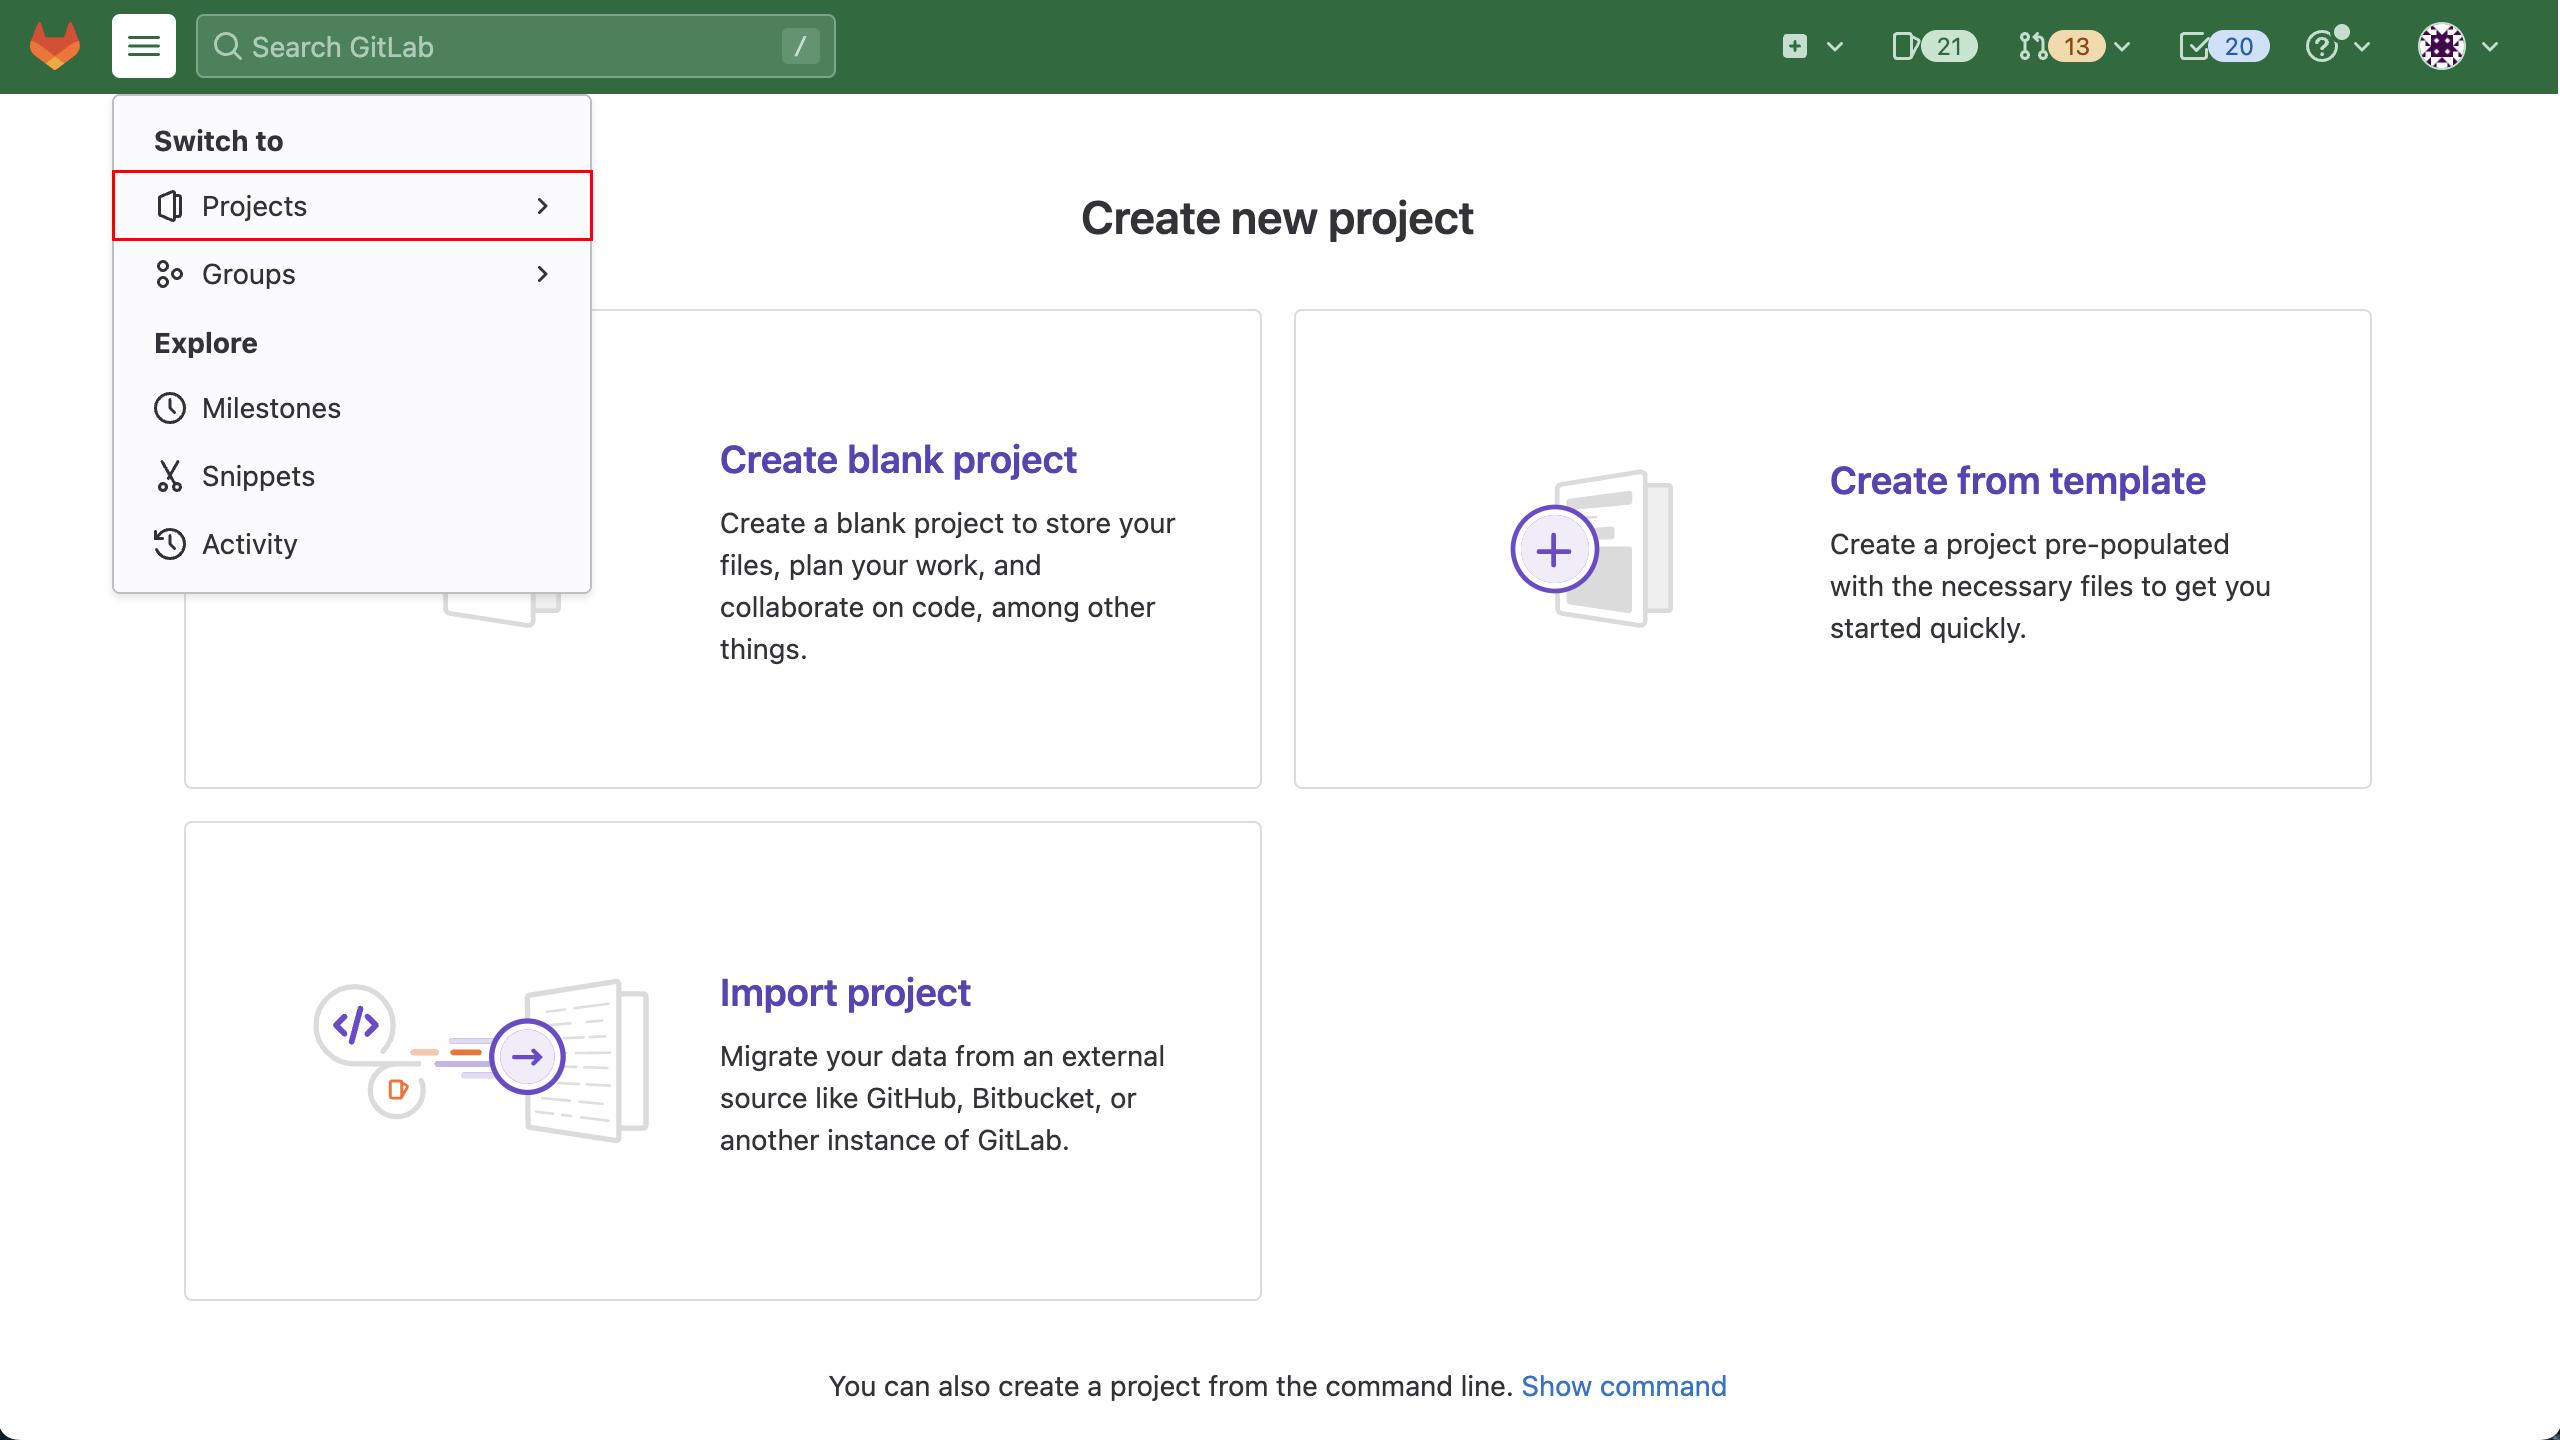 Search GitLab
/
21
13
20
Switch to
Projects
Groups
Explore
Milestones
Snippets
Activity
Create new project
Create blank project
Create a blank project to store your
files, plan your work, and
collaborate on code, among other
things.
Create from template
Create a project pre-populated
with the necessary files to get you
started quickly.
Import project
Migrate your data from an external
source like GitHub, Bitbucket, or
another instance of GitLab.
You can also create a project from the command line. Show command